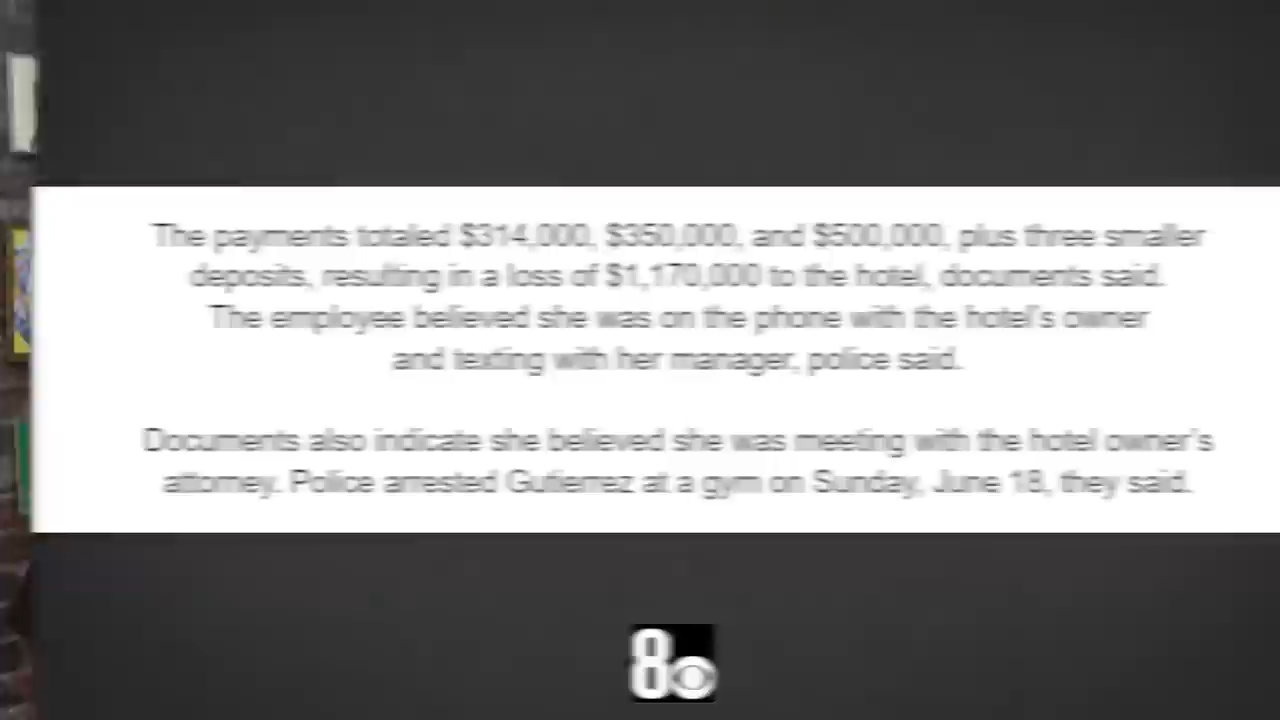 The payments totaled $314,000, $350,000, and $500,000, plus three smaller
deposits, resulting in a loss of $1,170,000 to the hotel, documents said.
The employee believed she was on the phone with the hotel's owner
and texting with her manager, police said.
Documents also indicate she believed she was meeting with the hotel owner's
attorney. Police arrested Gutierrez at a gym on Sunday, June 18, they said.
8